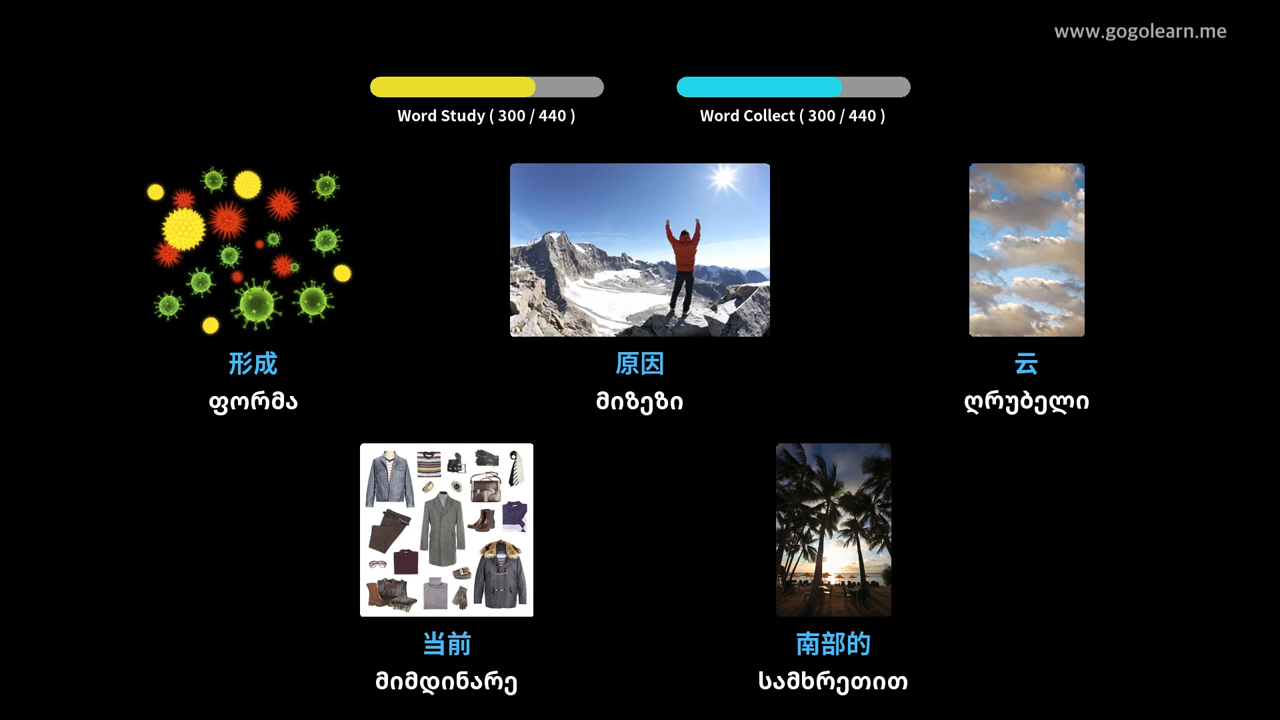 www.gogolearn.me
Word Study ( 300 / 440 )
Word Collect ( 300 / 440 )
形成
ფორმა
原因
მიზეზი
云
ღრუბელი
当前
მიმდინარე
南部的
სამხრეთით